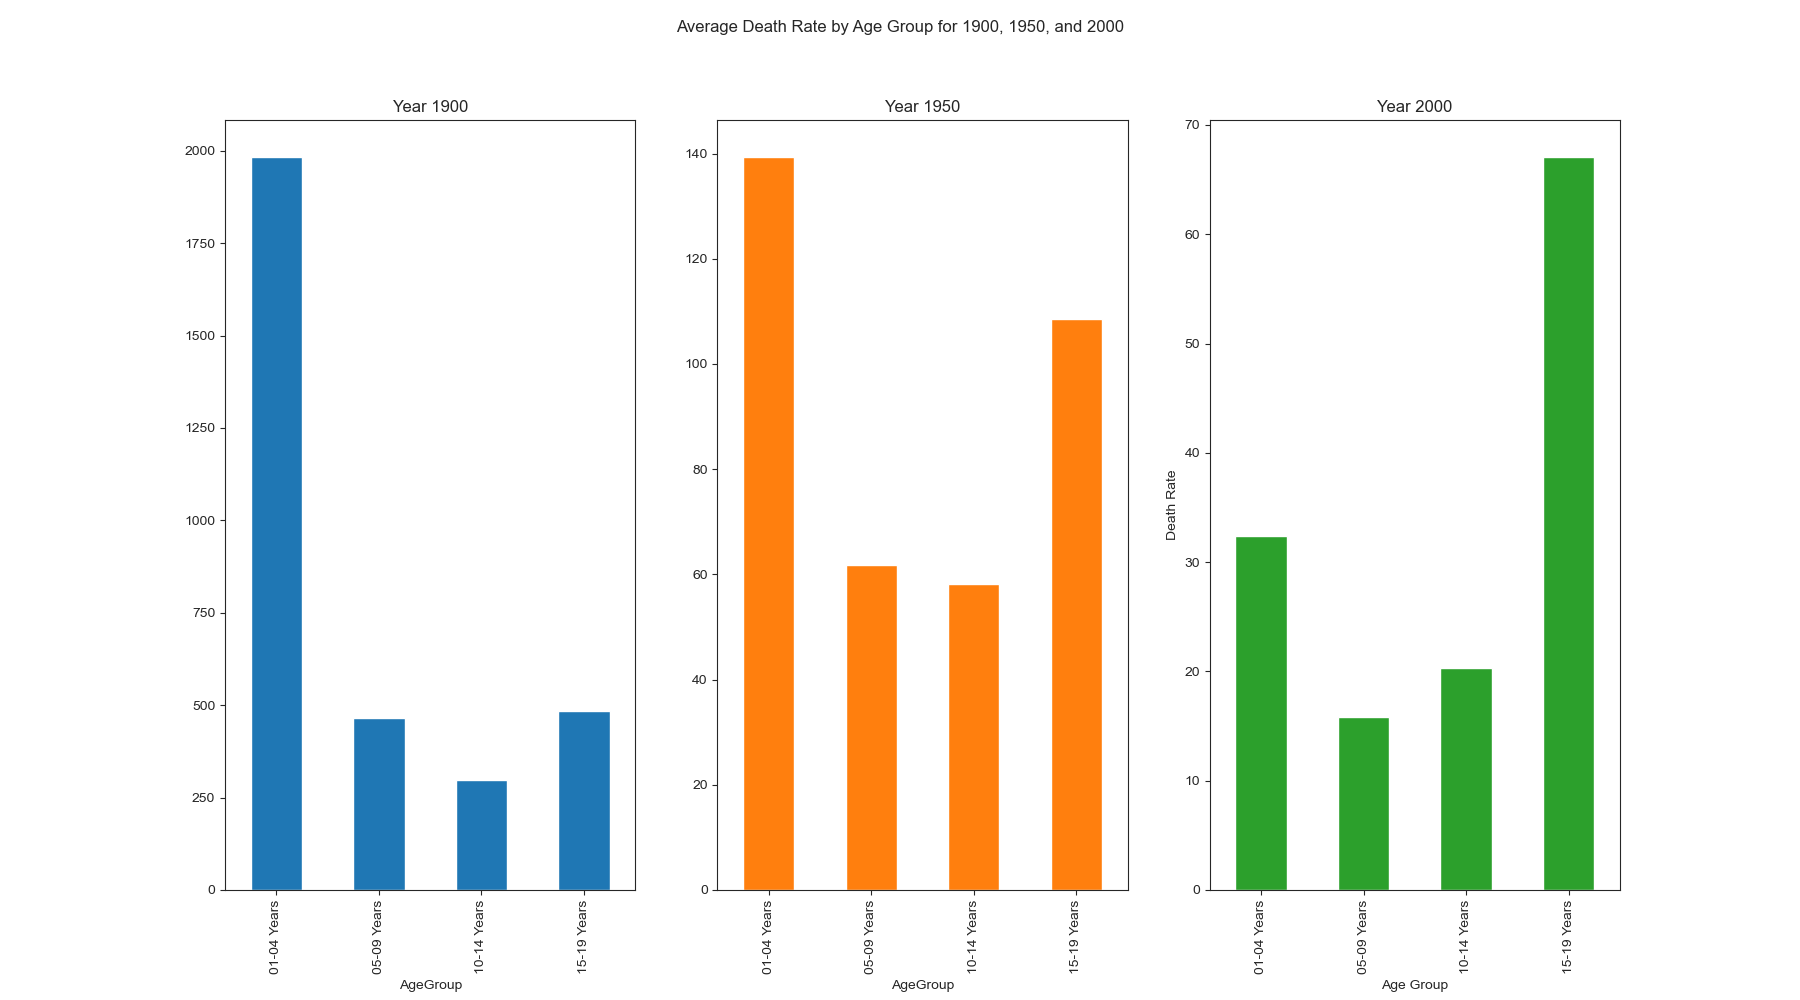 Average Death Rate by Age Group for 1900, 1950, and 2000
Year 1900
2000
1750
1500
1250
1000
750
500
250
0
01-04 Years
05-09 Years
10-14 Years
15-19 Years
AgeGroup
Year 1950
140
120
100
80
60
40
20
0
01-04 Years
05-09 Years
10-14 Years
15-19 Years
AgeGroup
Year 2000
Death Rate
70
60
50
40
30
20
10
0
01-04 Years
05-09 Years
10-14 Years
15-19 Years
Age Group